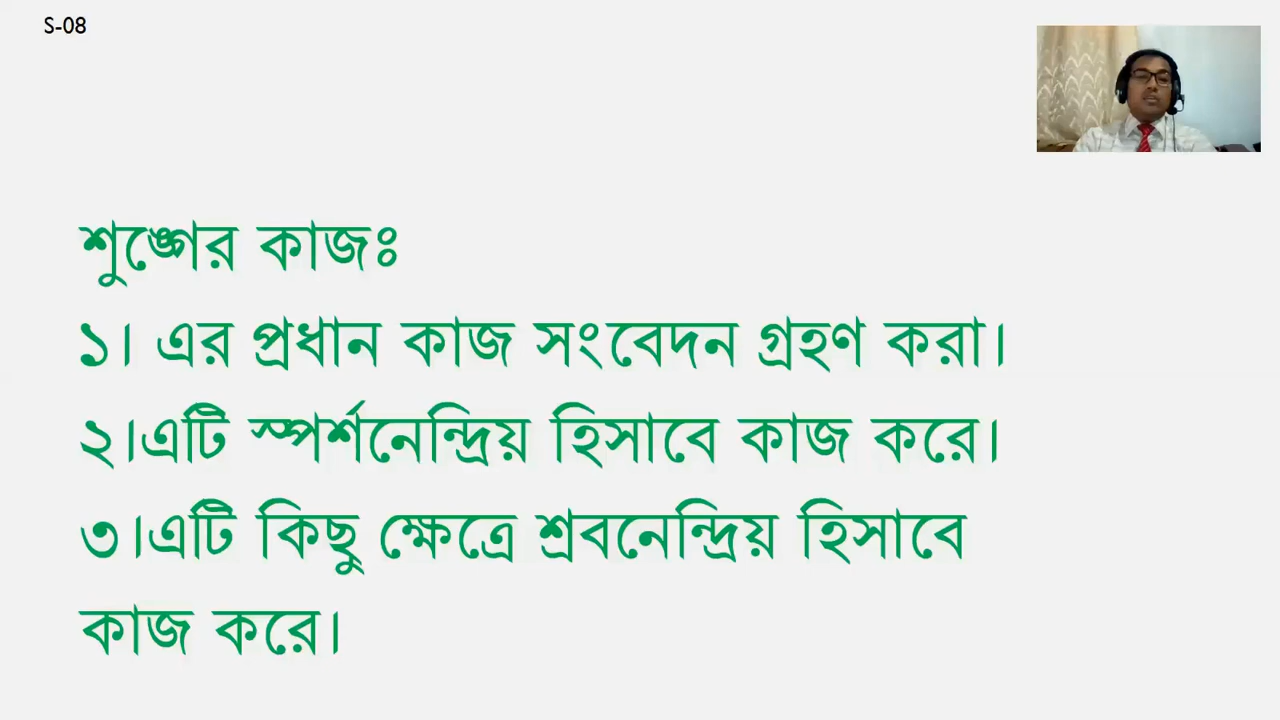 S-08
শুঙ্গের কাজঃ
১। এর প্রধান কাজ সংবেদন গ্রহণ করা।
২।এটি স্পর্শনেন্দ্রিয় হিসাবে কাজ করে।
৩।এটি কিছু ক্ষেত্রে শ্রবনেন্দ্রিয় হিসাবে
কাজ করে।